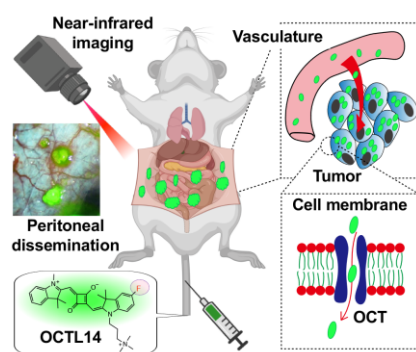 Near-infrared
imaging
Vasculature
Tumor
Peritoneal
dissemination
Cell membrane
OCT
OCTL14
F
O⁻
O
N
N⁺
N⁺